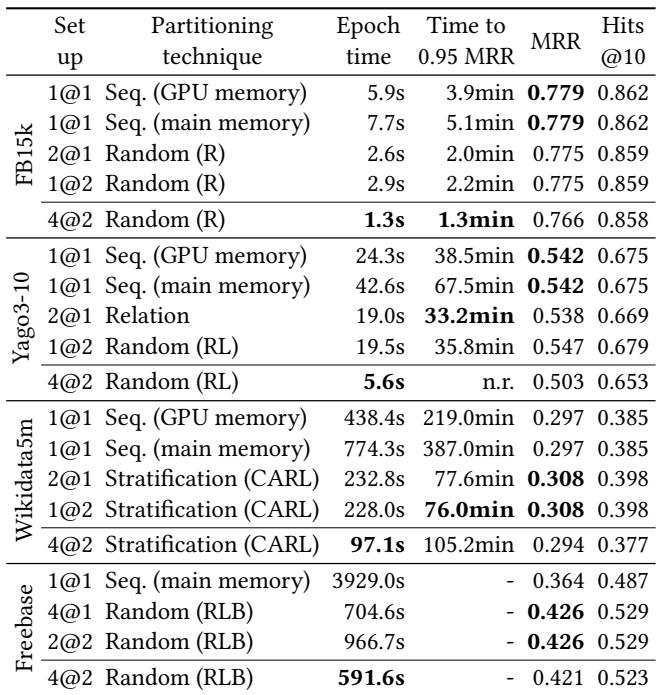 Set up Partitioning technique Epoch time Time to 0.95 MRR MRR Hits @10
FB15k
1@1 Seq. (GPU memory) 5.9s 3.9min 0.779 0.862
1@1 Seq. (main memory) 7.7s 5.1min 0.779 0.862
2@1 Random (R) 2.6s 2.0min 0.775 0.859
1@2 Random (R) 2.9s 2.2min 0.775 0.859
4@2 Random (R) 1.3s 1.3min 0.766 0.858
Yago3-10
1@1 Seq. (GPU memory) 24.3s 38.5min 0.542 0.675
1@1 Seq. (main memory) 42.6s 67.5min 0.542 0.675
2@1 Relation 19.0s 33.2min 0.538 0.669
1@2 Random (RL) 19.5s 35.8min 0.547 0.679
4@2 Random (RL) 5.6s n.r. 0.503 0.653
Wikidata5m
1@1 Seq. (GPU memory) 438.4s 219.0min 0.297 0.385
1@1 Seq. (main memory) 774.3s 387.0min 0.297 0.385
2@1 Stratification (CARL) 232.8s 77.6min 0.308 0.398
1@2 Stratification (CARL) 228.0s 76.0min 0.308 0.398
4@2 Stratification (CARL) 97.1s 105.2min 0.294 0.377
Freebase
1@1 Seq. (main memory) 3929.0s - 0.364 0.487
4@1 Random (RLB) 704.6s - 0.426 0.529
2@2 Random (RLB) 966.7s - 0.426 0.529
4@2 Random (RLB) 591.6s - 0.421 0.523